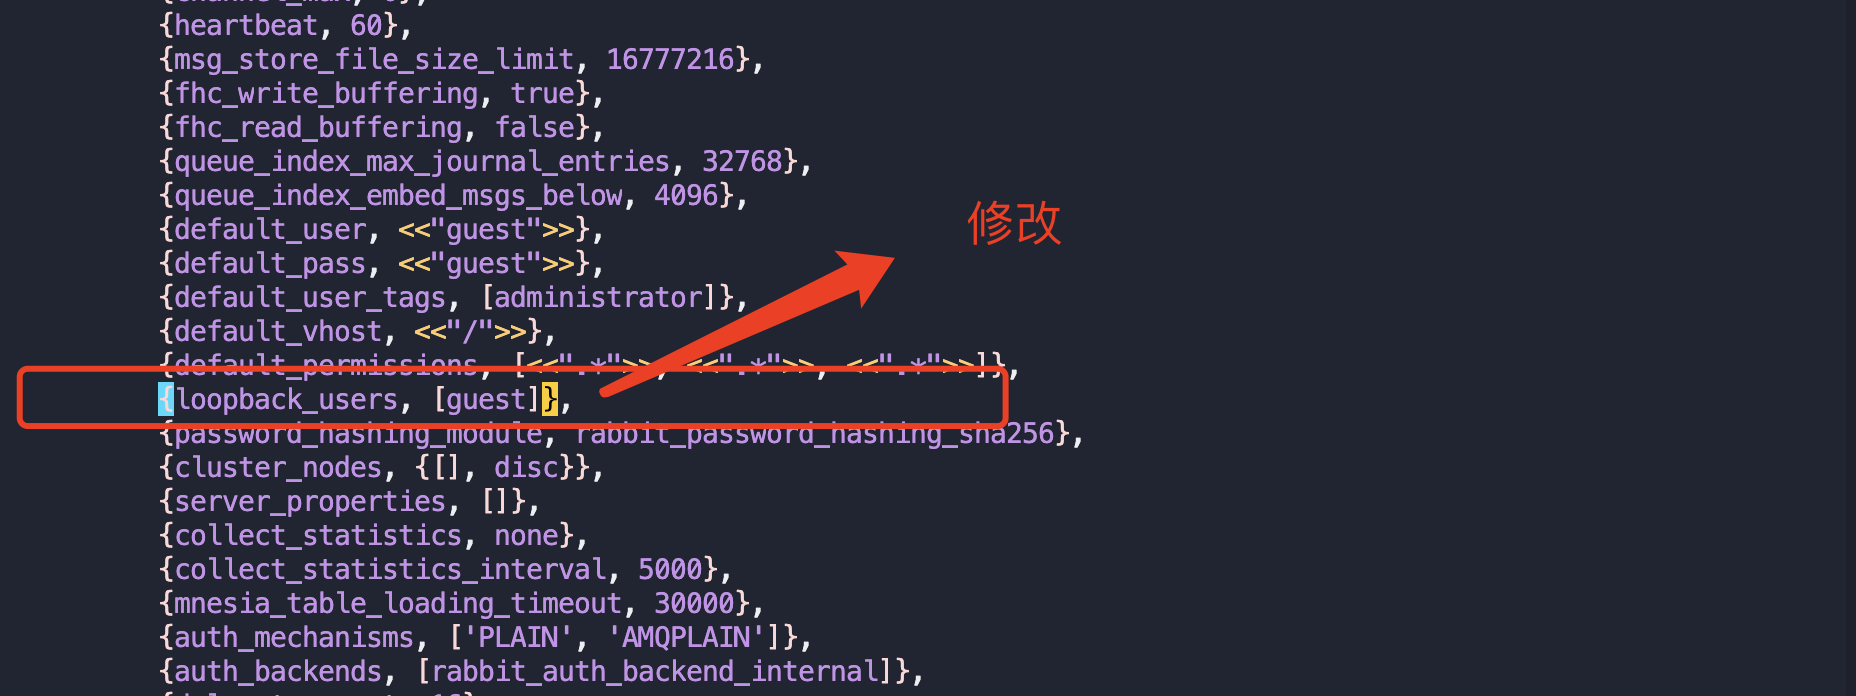 {heartbeat, 60},
{msg_store_file_size_limit, 16777216},
{fhc_write_buffering, true},
{fhc_read_buffering, false},
{queue_index_max_journal_entries, 32768},
{queue_index_embed_msgs_below, 4096},
{default_user, <<"guest">>},
{default_pass, <<"guest">>},
{default_user_tags, [administrator]},
{default_vhost, <<"/">>},
{default_permissions, [<<".*">>, <<".*">>, <<".*">>]},
{loopback_users, [guest]},
{password_hashing_module, rabbit_password_hashing_sha256},
{cluster_nodes, {[], disc}},
{server_properties, []},
{collect_statistics, none},
{collect_statistics_interval, 5000},
{mnesia_table_loading_timeout, 30000},
{auth_mechanisms, ['PLAIN', 'AMQPLAIN']},
{auth_backends, [rabbit_auth_backend_internal]},
修改